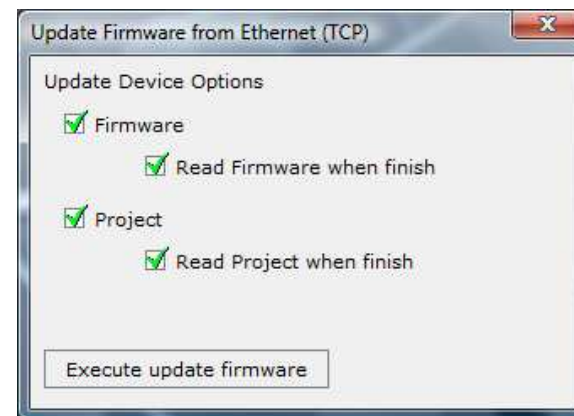 Update Firmware from Ethernet (TCP)
Update Device Options
Firmware
Read Firmware when finish
Project
Read Project when finish
Execute update firmware